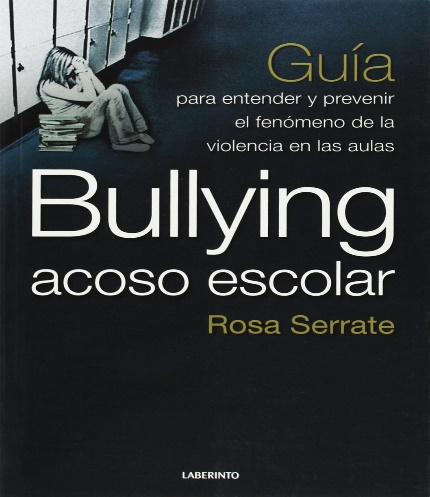 Guía
para entender y prevenir
el fenómeno de la
violencia en las aulas
Bullying
acoso escolar
Rosa Serrate
LABERINTO